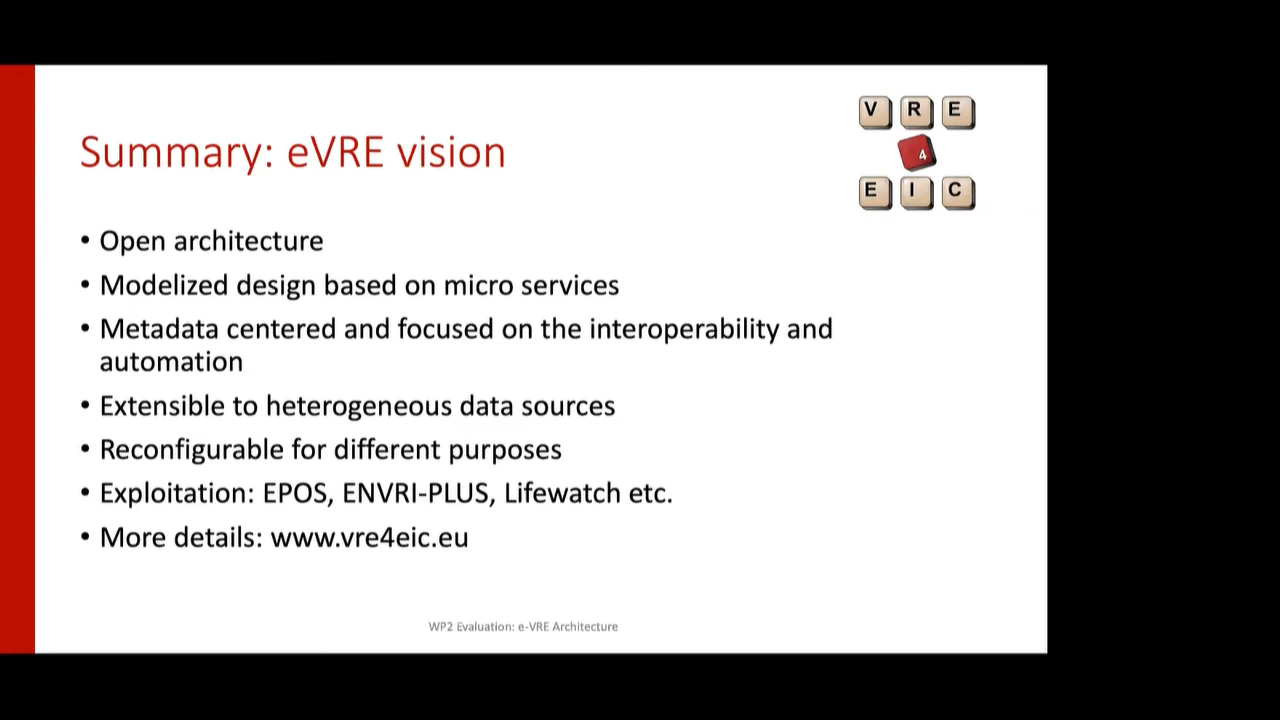 Summary: eVRE vision
V R E
4
E I C
• Open architecture
• Modelized design based on micro services
• Metadata centered and focused on the interoperability and
automation
• Extensible to heterogeneous data sources
• Reconfigurable for different purposes
• Exploitation: EPOS, ENVRI-PLUS, Lifewatch etc.
• More details: www.vre4eic.eu
WP2 Evaluation: e-VRE Architecture